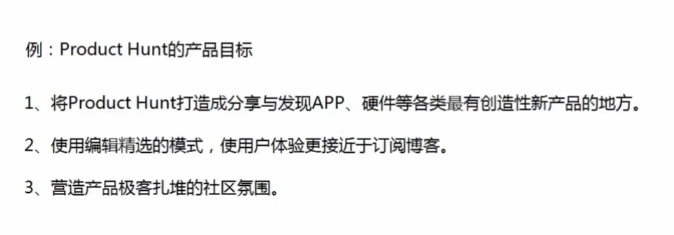 例：Product Hunt的产品目标
1、将Product Hunt打造成分享与发现APP、硬件等各类最有创造性新产品的地方。
2、使用编辑精选的模式，使用户体验更接近于订阅博客。
3、营造产品极客扎堆的社区氛围。